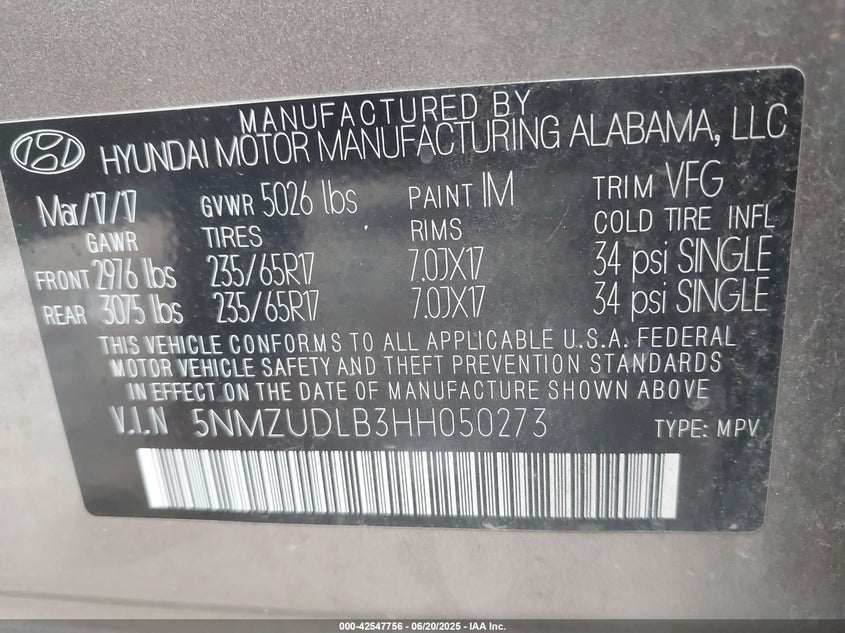 MANUFACTURED BY
HYUNDAI MOTOR MANUFACTURING ALABAMA, LLC
Mar/17/17 GVWR 5026 lbs PAINT IM TRIM VFG
GAWR TIRES RIMS COLD TIRE INFL
FRONT 2976 lbs 235/65R17 7.0JX17 34 psi SINGLE
REAR 3075 lbs 235/65R17 7.0JX17 34 psi SINGLE
THIS VEHICLE CONFORMS TO ALL APPLICABLE U.S.A. FEDERAL
MOTOR VEHICLE SAFETY AND THEFT PREVENTION STANDARDS
IN EFFECT ON THE DATE OF MANUFACTURE SHOWN ABOVE
V.I.N 5NMZUDLB3HH050273 TYPE: MPV
000-42547756 - 06/20/2025 - IAA Inc.